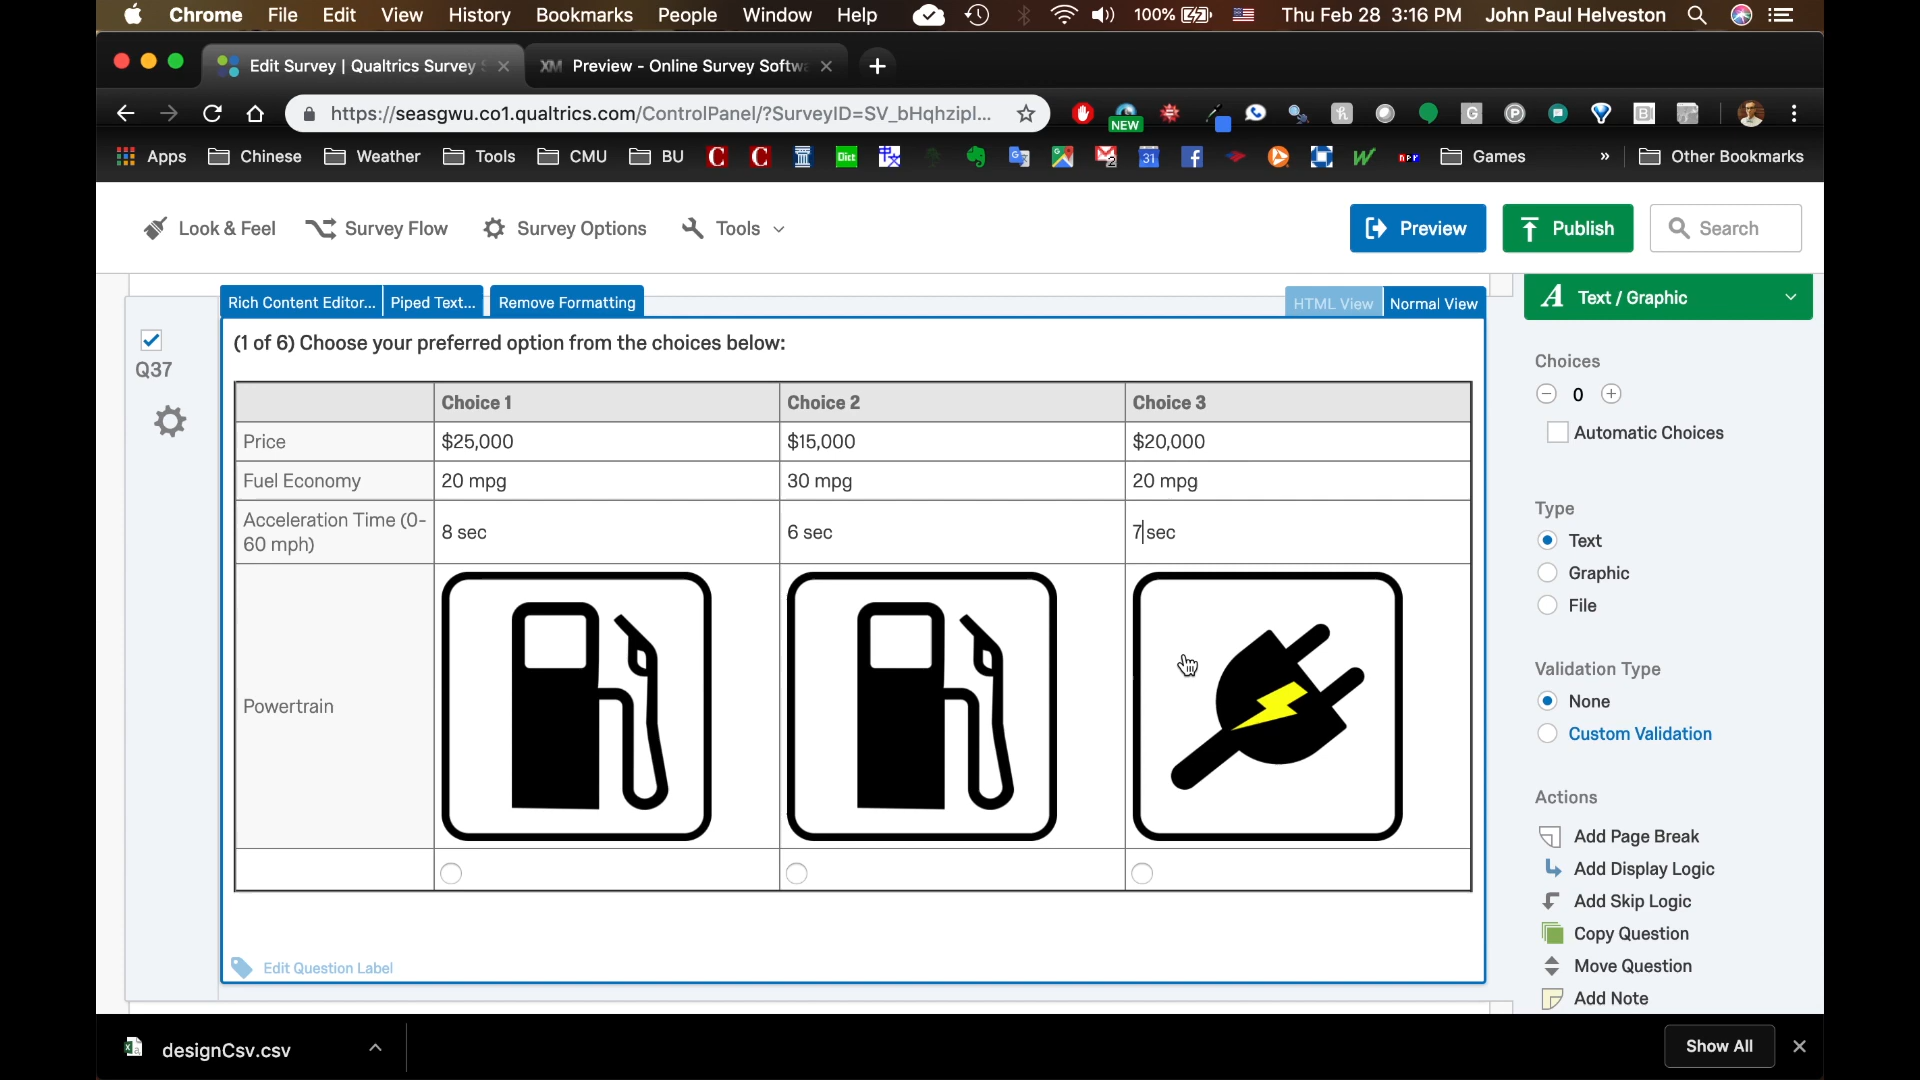 Chrome File Edit View History Bookmarks People Window Help 100% Thu Feb 28 3:16 PM John Paul Helveston
Edit Survey | Qualtrics Survey
XM Preview - Online Survey Softw
https://seasgwu.co1.qualtrics.com/ControlPanel/?SurveyID=SV_bHqhzipl...
NEW
Apps Chinese Weather Tools CMU BU C C Dict 2 31 npr Games » Other Bookmarks
Look & Feel Survey Flow Survey Options Tools Preview Publish Search
Rich Content Editor... Piped Text... Remove Formatting HTML View Normal View
Q37
(1 of 6) Choose your preferred option from the choices below:
Choice 1 Choice 2 Choice 3
Price $25,000 $15,000 $20,000
Fuel Economy 20 mpg 30 mpg 20 mpg
Acceleration Time (0-
60 mph) 8 sec 6 sec 7 sec
Powertrain
Edit Question Label
A Text / Graphic
Choices
0
Automatic Choices
Type
Text
Graphic
File
Validation Type
None
Custom Validation
Actions
Add Page Break
Add Display Logic
Add Skip Logic
Copy Question
Move Question
Add Note
designCsv.csv
Show All